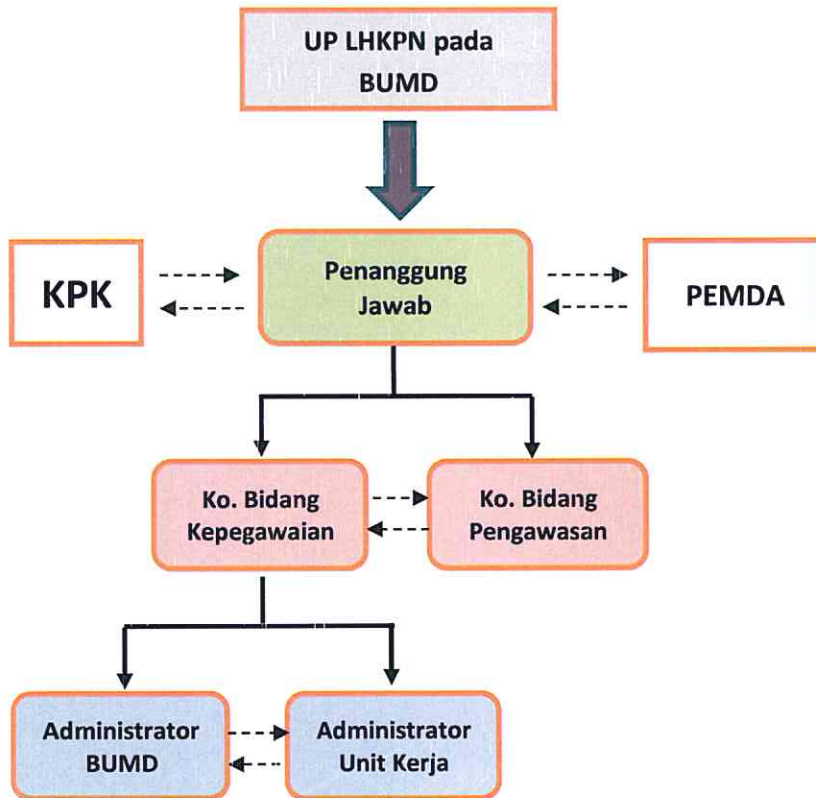 UP LHKPN pada
BUMD
KPK
Penanggung
Jawab
PEMDA
Ko. Bidang
Kepegawaian
Ko. Bidang
Pengawasan
Administrator
BUMD
Administrator
Unit Kerja